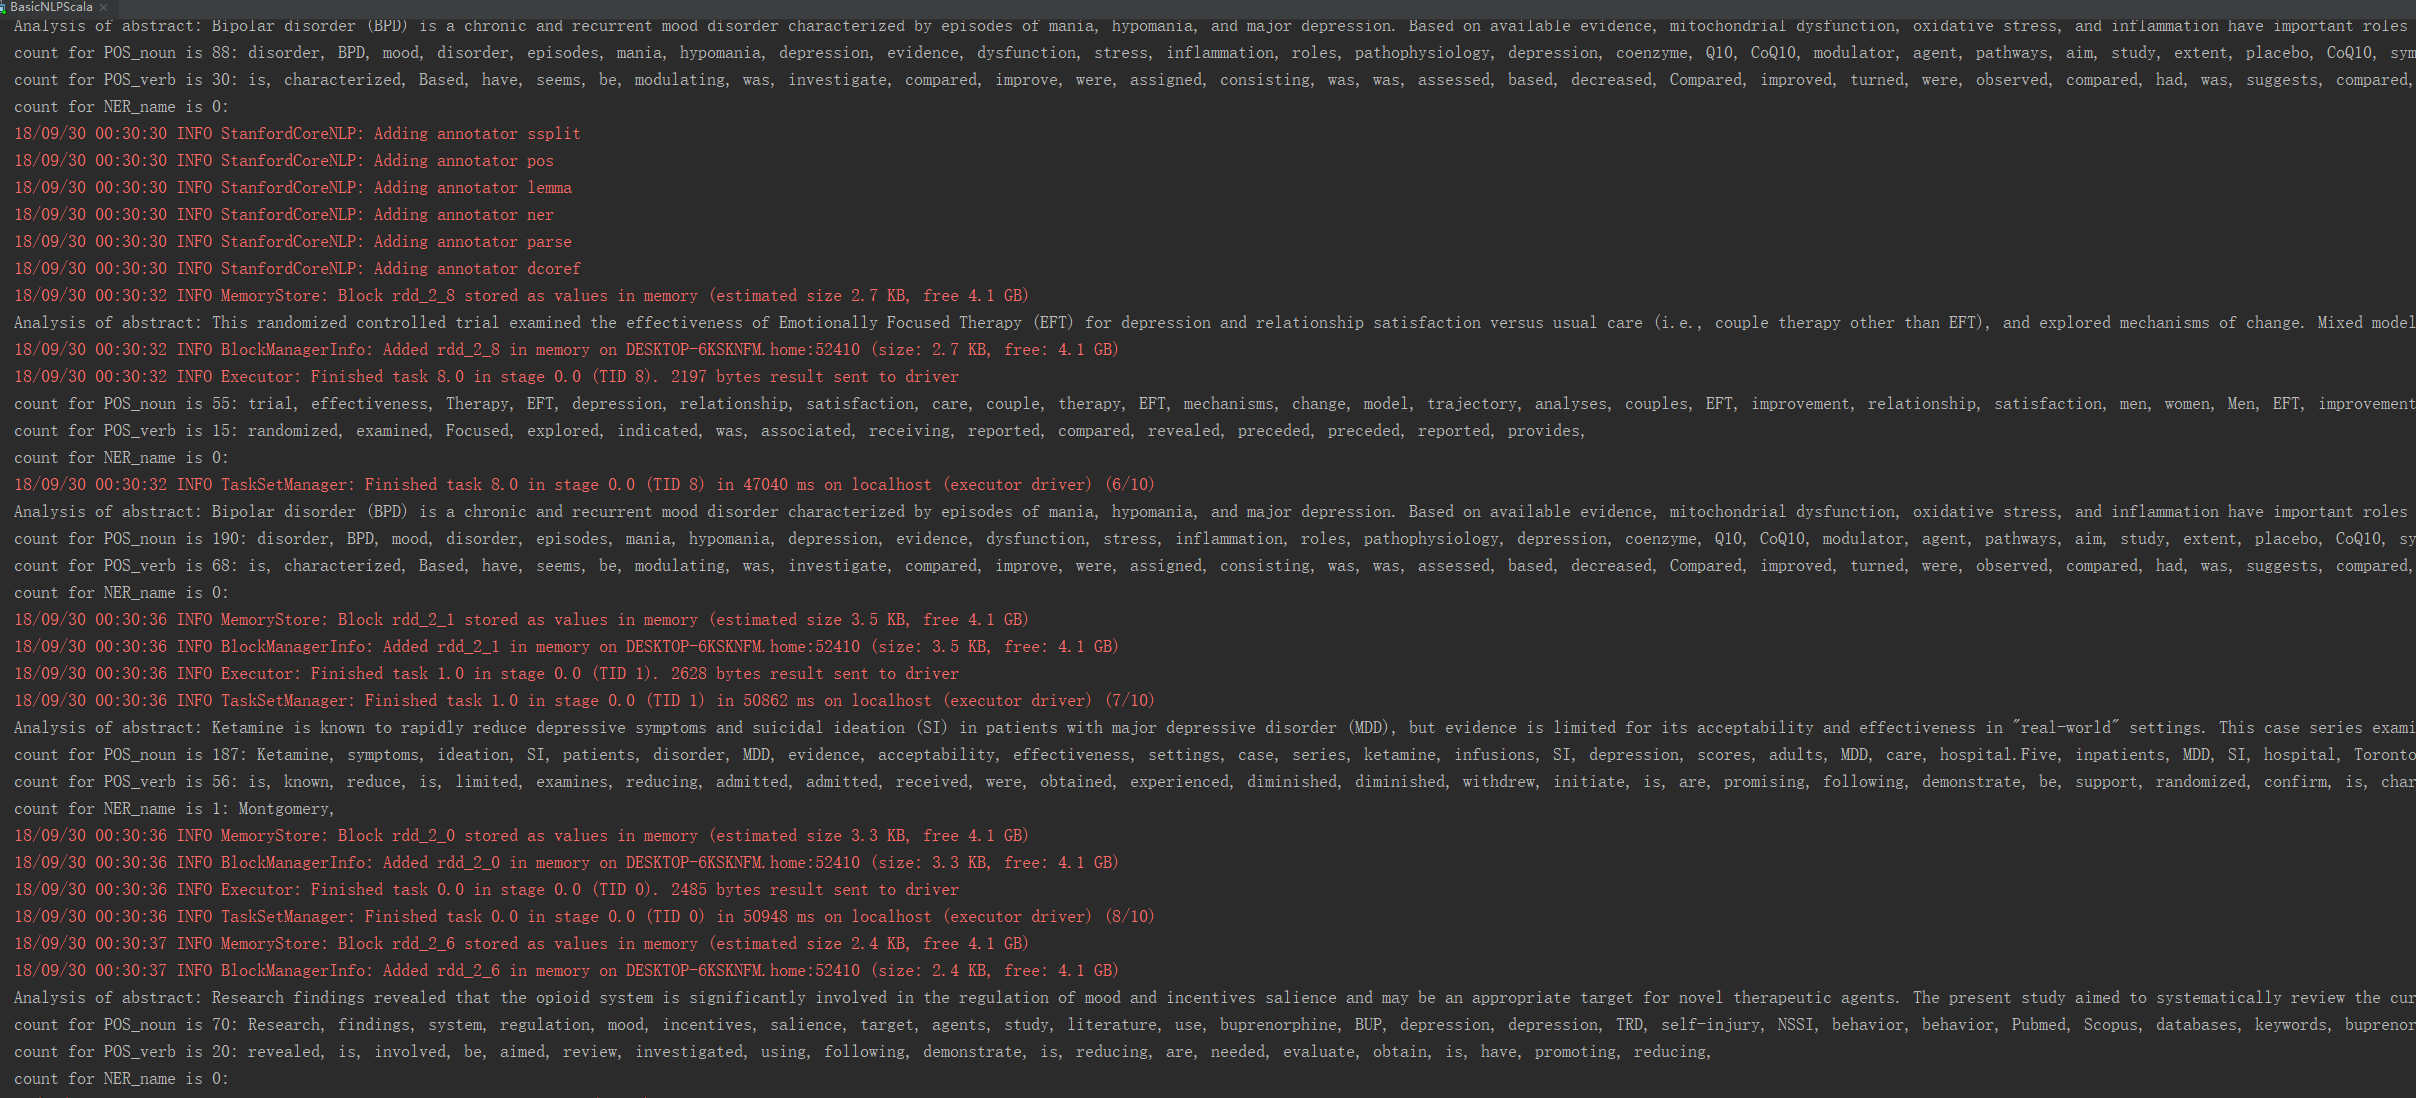 BasicNLPScala
Analysis of abstract: Bipolar disorder (BPD) is a chronic and recurrent mood disorder characterized by episodes of mania, hypomania, and major depression. Based on available evidence, mitochondrial dysfunction, oxidative stress, and inflammation have important roles
count for POS_noun is 88: disorder, BPD, mood, disorder, episodes, mania, hypomania, depression, evidence, dysfunction, stress, inflammation, roles, pathophysiology, depression, coenzyme, Q10, CoQ10, modulator, agent, pathways, aim, study, extent, placebo, CoQ10, sym
count for POS_verb is 30: is, characterized, Based, have, seems, be, modulating, was, investigate, compared, improve, were, assigned, consisting, was, was, assessed, based, decreased, Compared, improved, turned, were, observed, compared, had, was, suggests, compared,
count for NER_name is 0:
18/09/30 00:30:30 INFO StanfordCoreNLP: Adding annotator ssplit
18/09/30 00:30:30 INFO StanfordCoreNLP: Adding annotator pos
18/09/30 00:30:30 INFO StanfordCoreNLP: Adding annotator lemma
18/09/30 00:30:30 INFO StanfordCoreNLP: Adding annotator ner
18/09/30 00:30:30 INFO StanfordCoreNLP: Adding annotator parse
18/09/30 00:30:30 INFO StanfordCoreNLP: Adding annotator dcoref
18/09/30 00:30:32 INFO MemoryStore: Block rdd_2_8 stored as values in memory (estimated size 2.7 KB, free 4.1 GB)
Analysis of abstract: This randomized controlled trial examined the effectiveness of Emotionally Focused Therapy (EFT) for depression and relationship satisfaction versus usual care (i.e., couple therapy other than EFT), and explored mechanisms of change. Mixed model
18/09/30 00:30:32 INFO BlockManagerInfo: Added rdd_2_8 in memory on DESKTOP-6KSKNFM.home:52410 (size: 2.7 KB, free: 4.1 GB)
18/09/30 00:30:32 INFO Executor: Finished task 8.0 in stage 0.0 (TID 8). 2197 bytes result sent to driver
count for POS_noun is 55: trial, effectiveness, Therapy, EFT, depression, relationship, satisfaction, care, couple, therapy, EFT, mechanisms, change, model, trajectory, analyses, couples, EFT, improvement, relationship, satisfaction, men, women, Men, EFT, improvement
count for POS_verb is 15: randomized, examined, Focused, explored, indicated, was, associated, receiving, reported, compared, revealed, preceded, preceded, reported, provides,
count for NER_name is 0:
18/09/30 00:30:32 INFO TaskSetManager: Finished task 8.0 in stage 0.0 (TID 8) in 47040 ms on localhost (executor driver) (6/10)
Analysis of abstract: Bipolar disorder (BPD) is a chronic and recurrent mood disorder characterized by episodes of mania, hypomania, and major depression. Based on available evidence, mitochondrial dysfunction, oxidative stress, and inflammation have important roles
count for POS_noun is 190: disorder, BPD, mood, disorder, episodes, mania, hypomania, depression, evidence, dysfunction, stress, inflammation, roles, pathophysiology, depression, coenzyme, Q10, CoQ10, modulator, agent, pathways, aim, study, extent, placebo, CoQ10, sy
count for POS_verb is 68: is, characterized, Based, have, seems, be, modulating, was, investigate, compared, improve, were, assigned, consisting, was, was, assessed, based, decreased, Compared, improved, turned, were, observed, compared, had, was, suggests, compared,
count for NER_name is 0:
18/09/30 00:30:36 INFO MemoryStore: Block rdd_2_1 stored as values in memory (estimated size 3.5 KB, free 4.1 GB)
18/09/30 00:30:36 INFO BlockManagerInfo: Added rdd_2_1 in memory on DESKTOP-6KSKNFM.home:52410 (size: 3.5 KB, free: 4.1 GB)
18/09/30 00:30:36 INFO Executor: Finished task 1.0 in stage 0.0 (TID 1). 2628 bytes result sent to driver
18/09/30 00:30:36 INFO TaskSetManager: Finished task 1.0 in stage 0.0 (TID 1) in 50862 ms on localhost (executor driver) (7/10)
Analysis of abstract: Ketamine is known to rapidly reduce depressive symptoms and suicidal ideation (SI) in patients with major depressive disorder (MDD), but evidence is limited for its acceptability and effectiveness in "real-world" settings. This case series exami
count for POS_noun is 187: Ketamine, symptoms, ideation, SI, patients, disorder, MDD, evidence, acceptability, effectiveness, settings, case, series, ketamine, infusions, SI, depression, scores, adults, MDD, care, hospital.Five, inpatients, MDD, SI, hospital, Toronto
count for POS_verb is 56: is, known, reduce, is, limited, examines, reducing, admitted, admitted, received, were, obtained, experienced, diminished, diminished, withdrew, initiate, is, are, promising, following, demonstrate, be, support, randomized, confirm, is, char
count for NER_name is 1: Montgomery,
18/09/30 00:30:36 INFO MemoryStore: Block rdd_2_0 stored as values in memory (estimated size 3.3 KB, free 4.1 GB)
18/09/30 00:30:36 INFO BlockManagerInfo: Added rdd_2_0 in memory on DESKTOP-6KSKNFM.home:52410 (size: 3.3 KB, free: 4.1 GB)
18/09/30 00:30:36 INFO Executor: Finished task 0.0 in stage 0.0 (TID 0). 2485 bytes result sent to driver
18/09/30 00:30:36 INFO TaskSetManager: Finished task 0.0 in stage 0.0 (TID 0) in 50948 ms on localhost (executor driver) (8/10)
18/09/30 00:30:37 INFO MemoryStore: Block rdd_2_6 stored as values in memory (estimated size 2.4 KB, free 4.1 GB)
18/09/30 00:30:37 INFO BlockManagerInfo: Added rdd_2_6 in memory on DESKTOP-6KSKNFM.home:52410 (size: 2.4 KB, free: 4.1 GB)
Analysis of abstract: Research findings revealed that the opioid system is significantly involved in the regulation of mood and incentives salience and may be an appropriate target for novel therapeutic agents. The present study aimed to systematically review the cur
count for POS_noun is 70: Research, findings, system, regulation, mood, incentives, salience, target, agents, study, literature, use, buprenorphine, BUP, depression, depression, TRD, self-injury, NSSI, behavior, behavior, Pubmed, Scopus, databases, keywords, buprenor
count for POS_verb is 20: revealed, is, involved, be, aimed, review, investigated, using, following, demonstrate, is, reducing, are, needed, evaluate, obtain, is, have, promoting, reducing,
count for NER_name is 0: